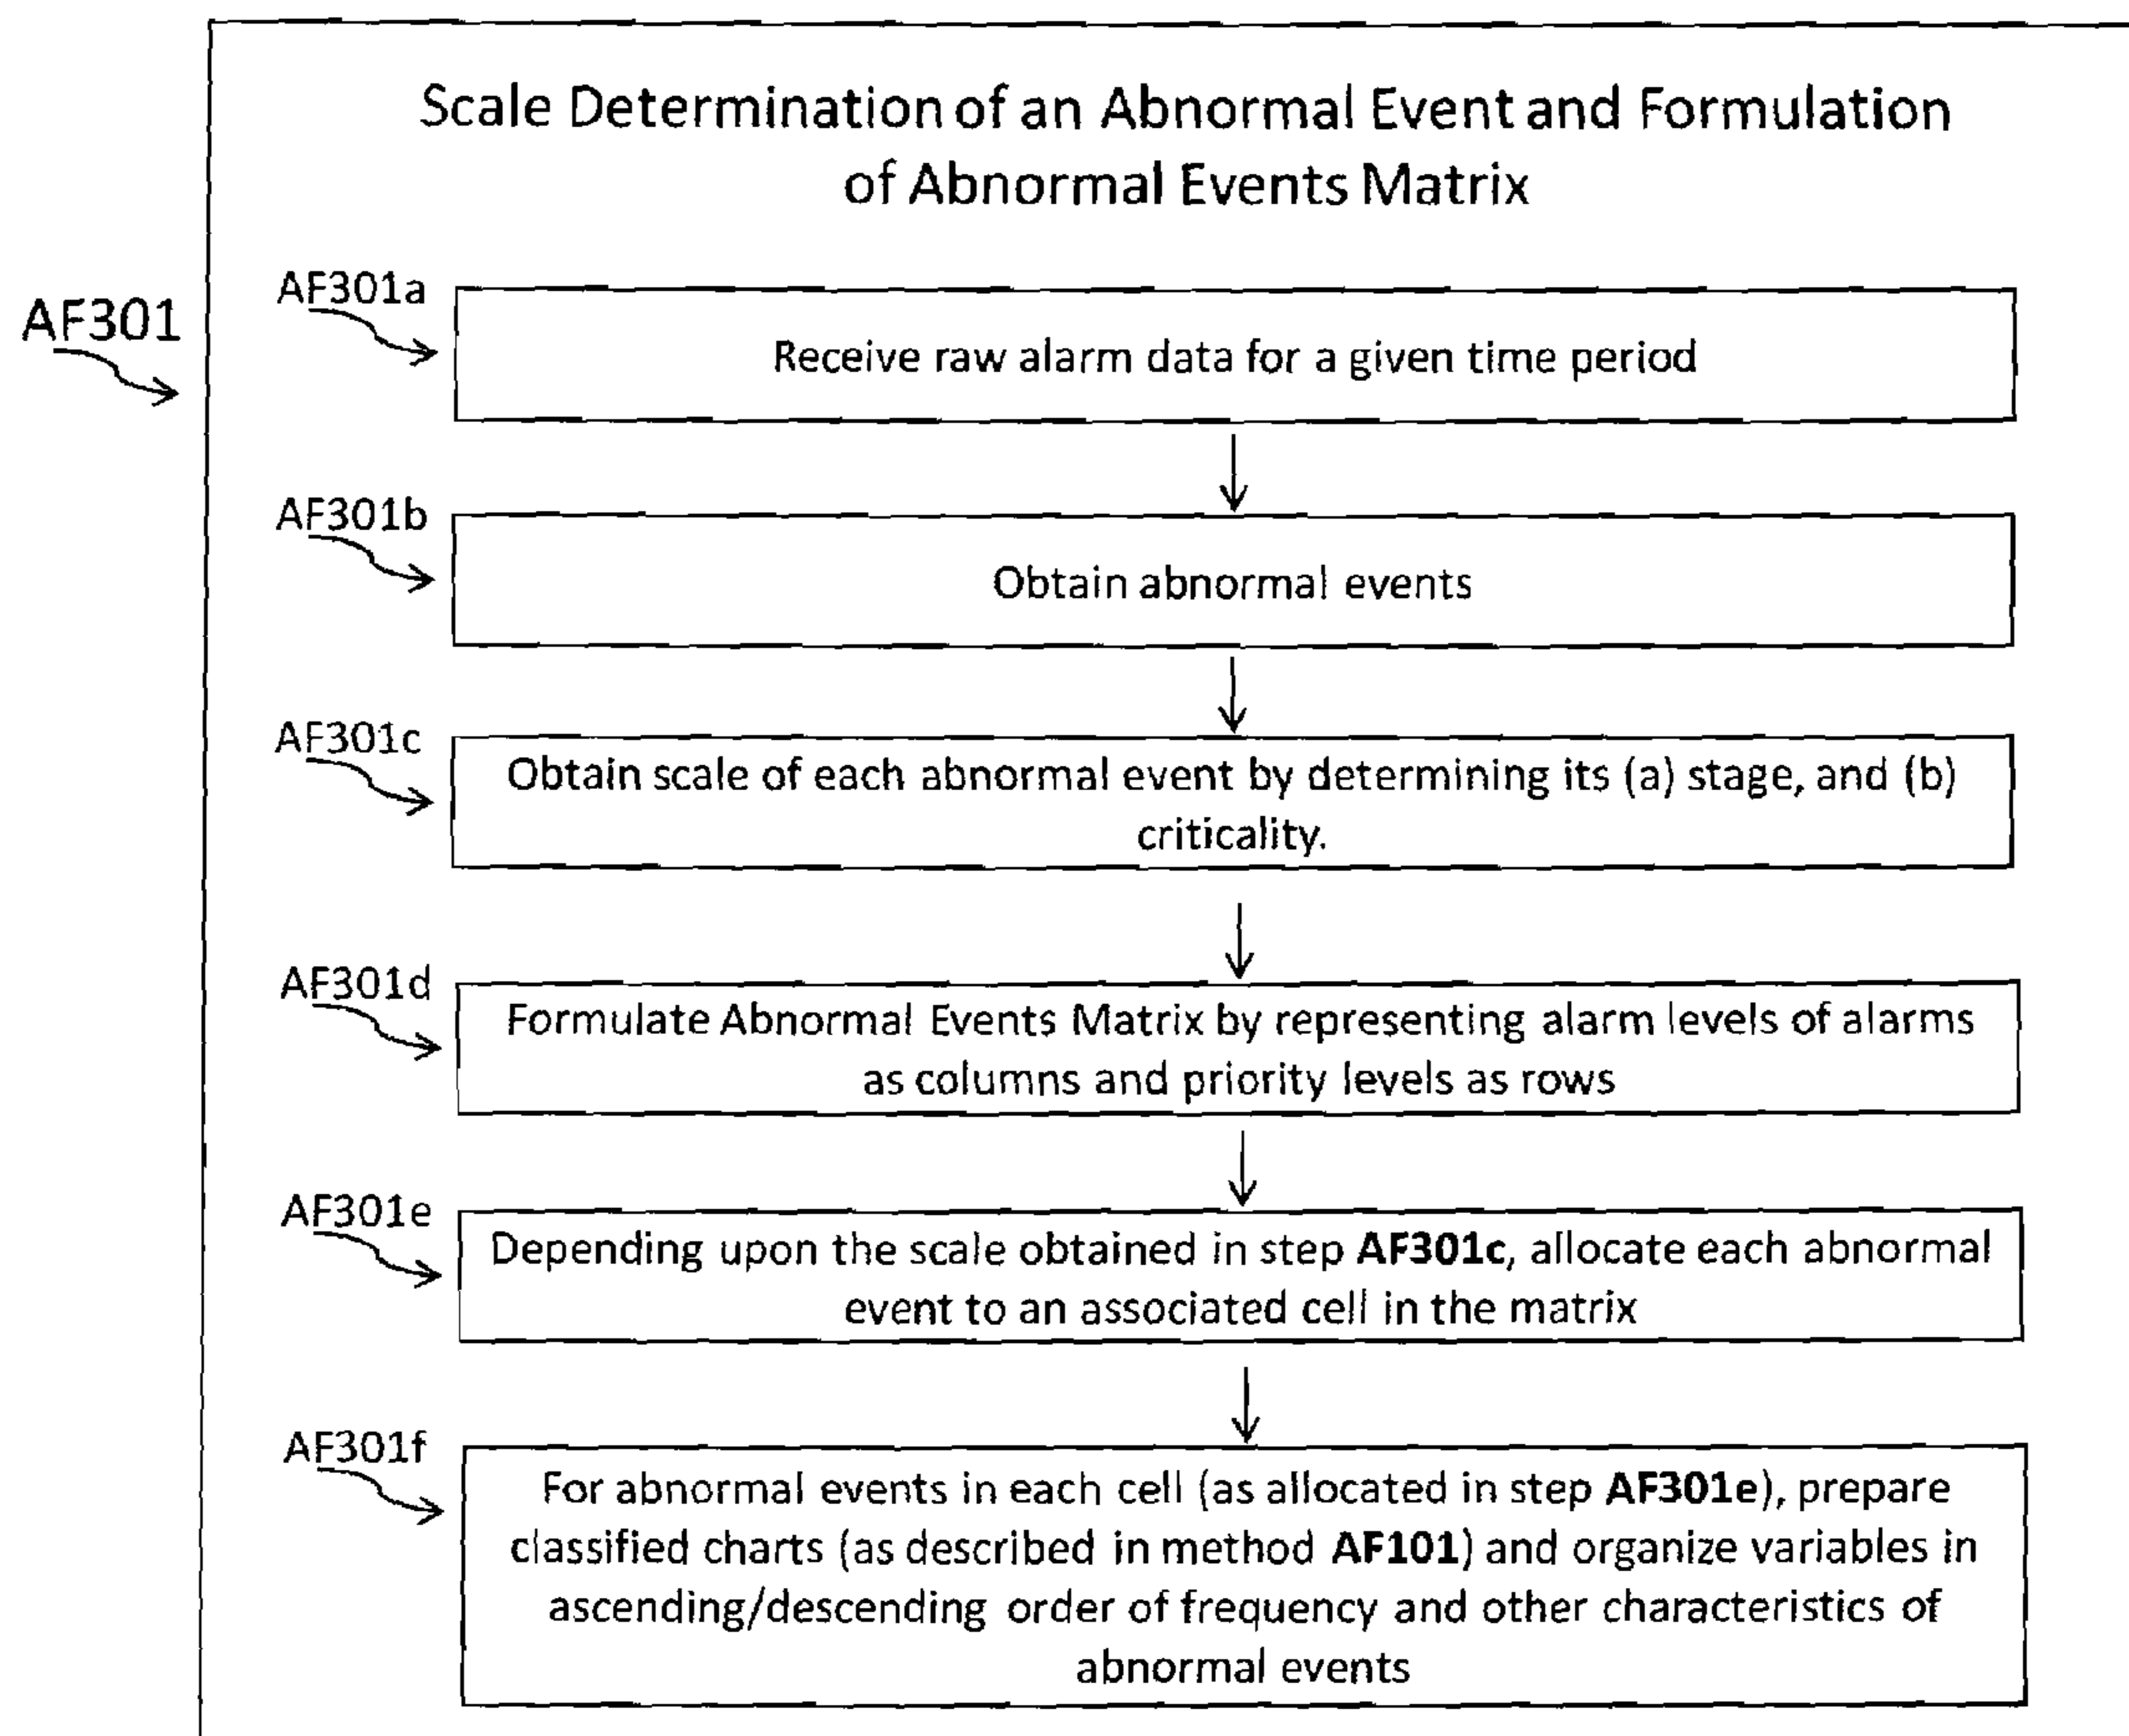 Scale Determination of an Abnormal Event and Formulation
of Abnormal Events Matrix
AF301
AF301a
Receive raw alarm data for a given time period
AF301b
Obtain abnormal events
AF301c
Obtain scale of each abnormal event by determining its (a) stage, and (b)
criticality.
AF301d
Formulate Abnormal Events Matrix by representing alarm levels of alarms
as columns and priority levels as rows
AF301e
Depending upon the scale obtained in step AF301c, allocate each abnormal
event to an associated cell in the matrix
AF301f
For abnormal events in each cell (as allocated in step AF301e), prepare
classified charts (as described in method AF101) and organize variables in
ascending/descending order of frequency and other characteristics of
abnormal events